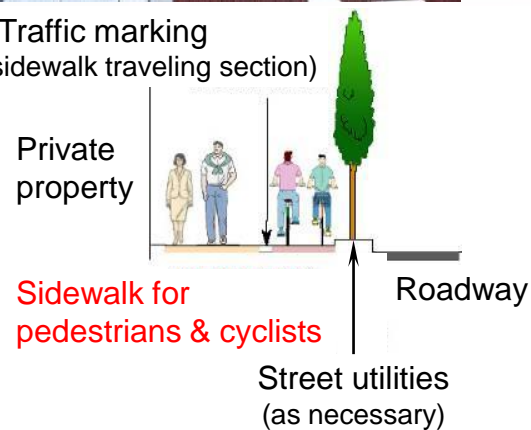 Traffic marking
sidewalk traveling section)
Private
property
Sidewalk for
pedestrians & cyclists
Roadway
Street utilities
(as necessary)